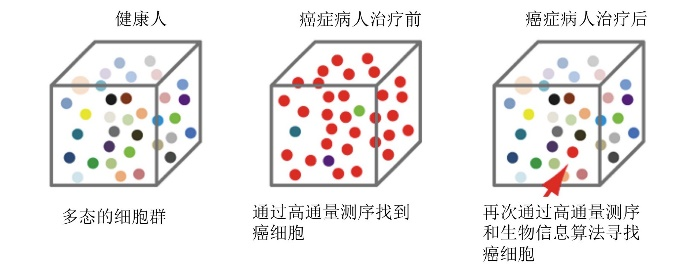 健康人
癌症病人治疗前
癌症病人治疗后
多态的细胞群
通过高通量测序找到
癌细胞
再次通过高通量测序
和生物信息算法寻找
癌细胞